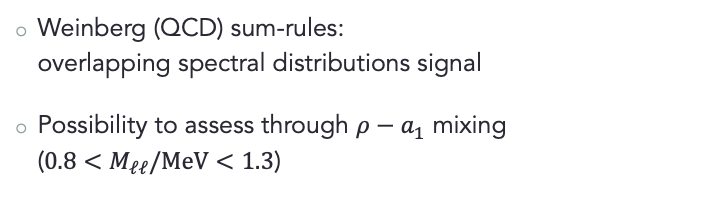 ○ Weinberg (QCD) sum-rules:
overlapping spectral distributions signal
○ Possibility to assess through ρ − a₁ mixing
(0.8 < Mₗₗ/MeV < 1.3)